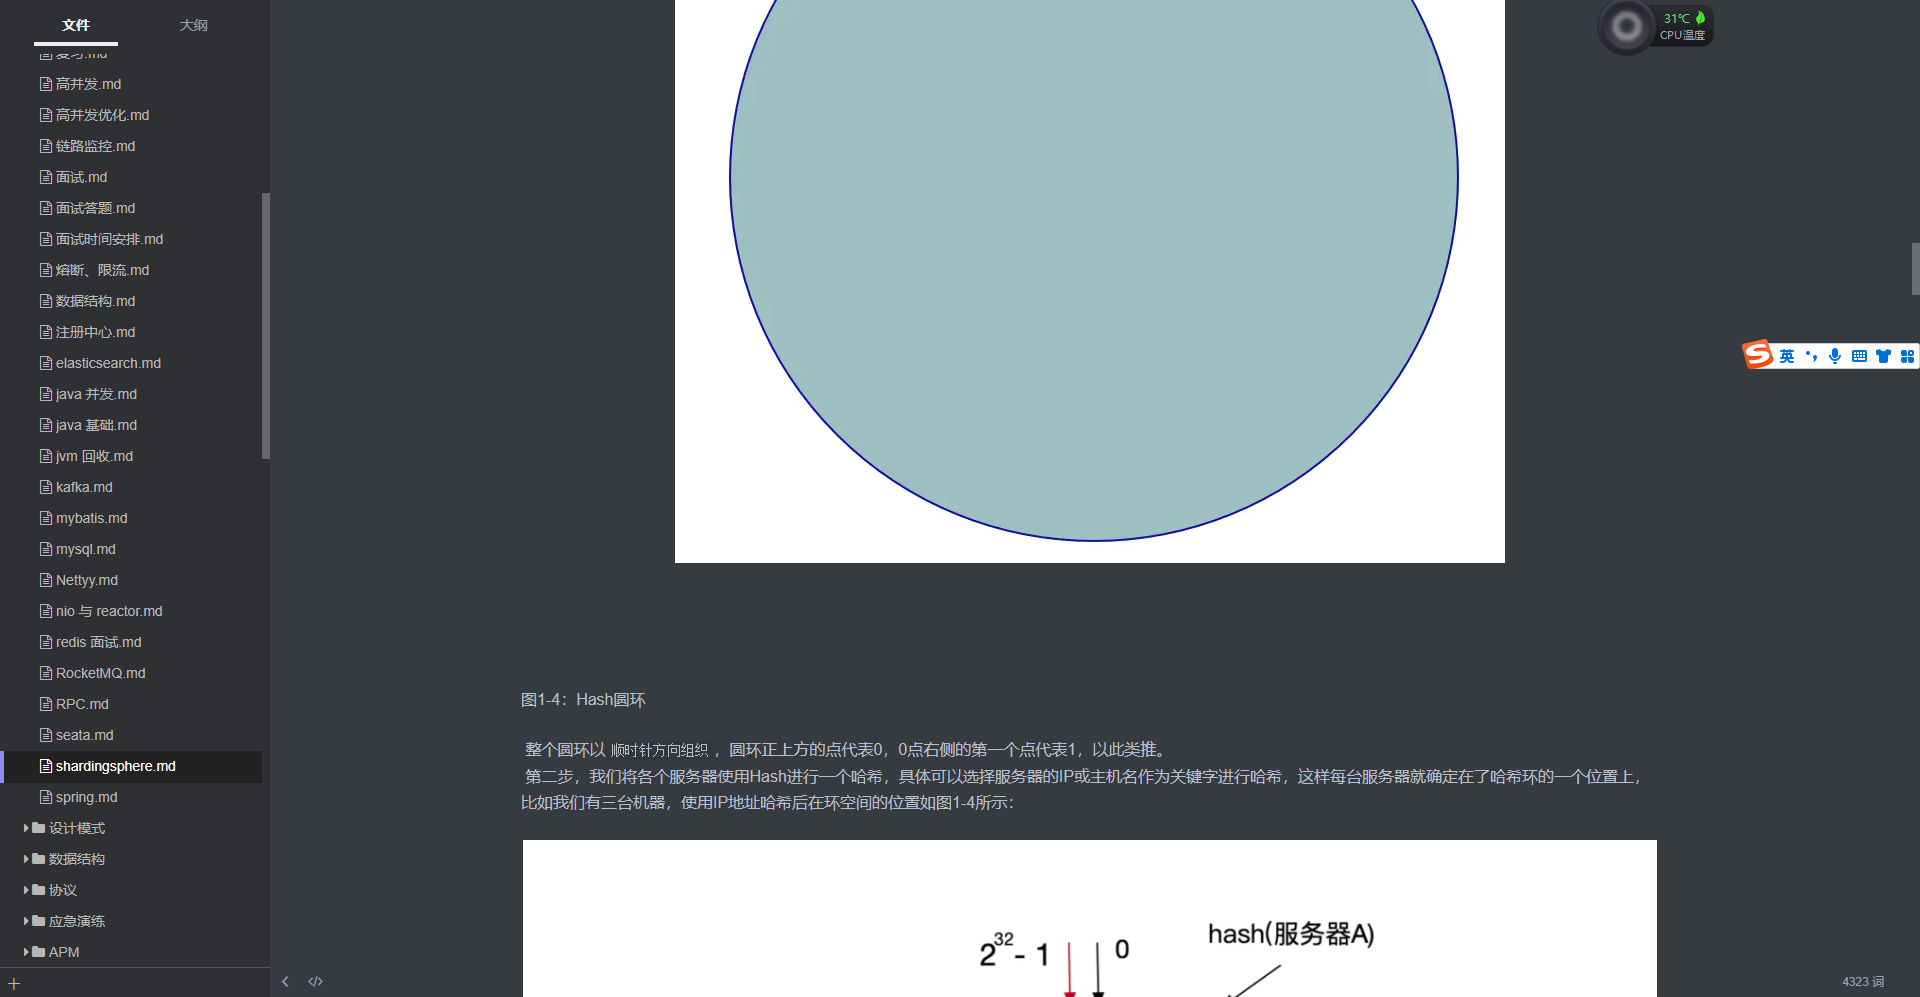 文件
大纲
复习.md
高并发.md
高并发优化.md
链路监控.md
面试.md
面试答题.md
面试时间安排.md
熔断、限流.md
数据结构.md
注册中心.md
elasticsearch.md
java 并发.md
java 基础.md
jvm 回收.md
kafka.md
mybatis.md
mysql.md
Nettyy.md
nio 与 reactor.md
redis 面试.md
RocketMQ.md
RPC.md
seata.md
shardingsphere.md
spring.md
设计模式
数据结构
协议
应急演练
APM
31℃
CPU温度
英
图1-4：Hash圆环
整个圆环以 顺时针方向组织 ，圆环正上方的点代表0，0点右侧的第一个点代表1，以此类推。
第二步，我们将各个服务器使用Hash进行一个哈希，具体可以选择服务器的IP或主机名作为关键字进行哈希，这样每台服务器就确定在了哈希环的一个位置上，
比如我们有三台机器，使用IP地址哈希后在环空间的位置如图1-4所示：
2^32 - 1
0
hash(服务器A)
4323 词